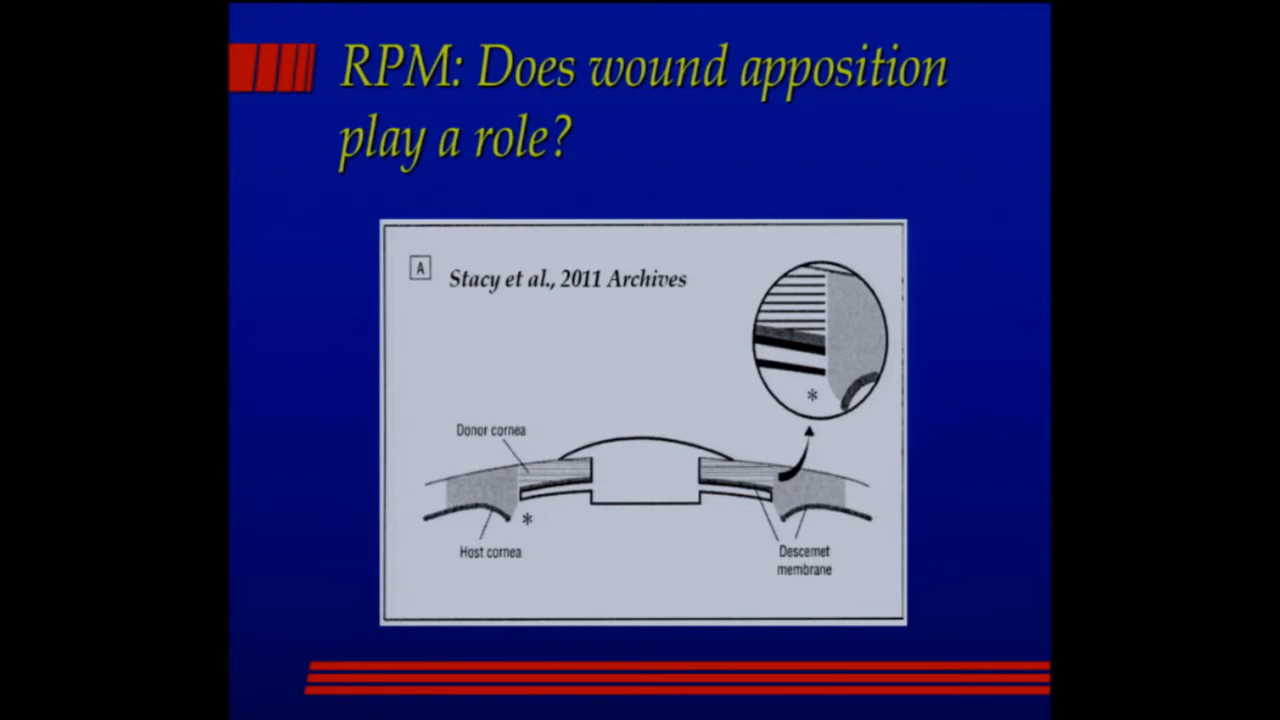 RPM: Does wound apposition
play a role?
A
Stacy et al., 2011 Archives
*
Donor cornea
*
Host cornea
Descemet
membrane